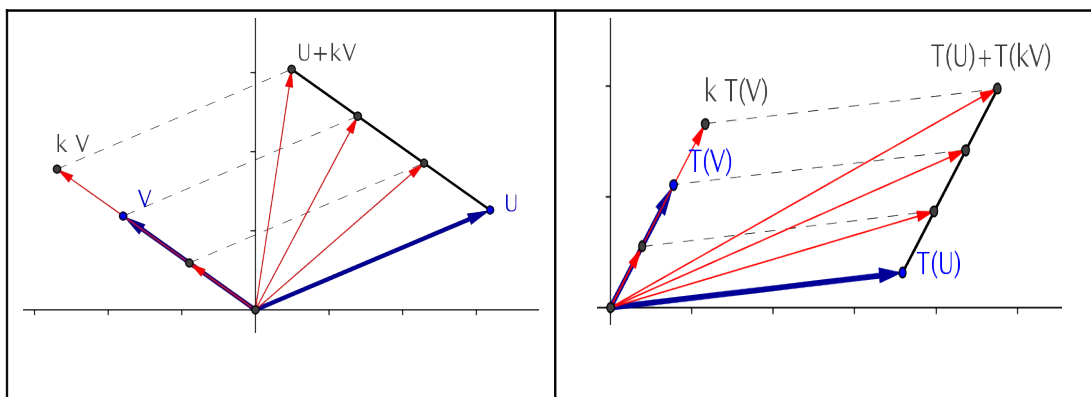 U+kV
k V
V
U
T(U)+T(kV)
k T(V)
T(V)
T(U)